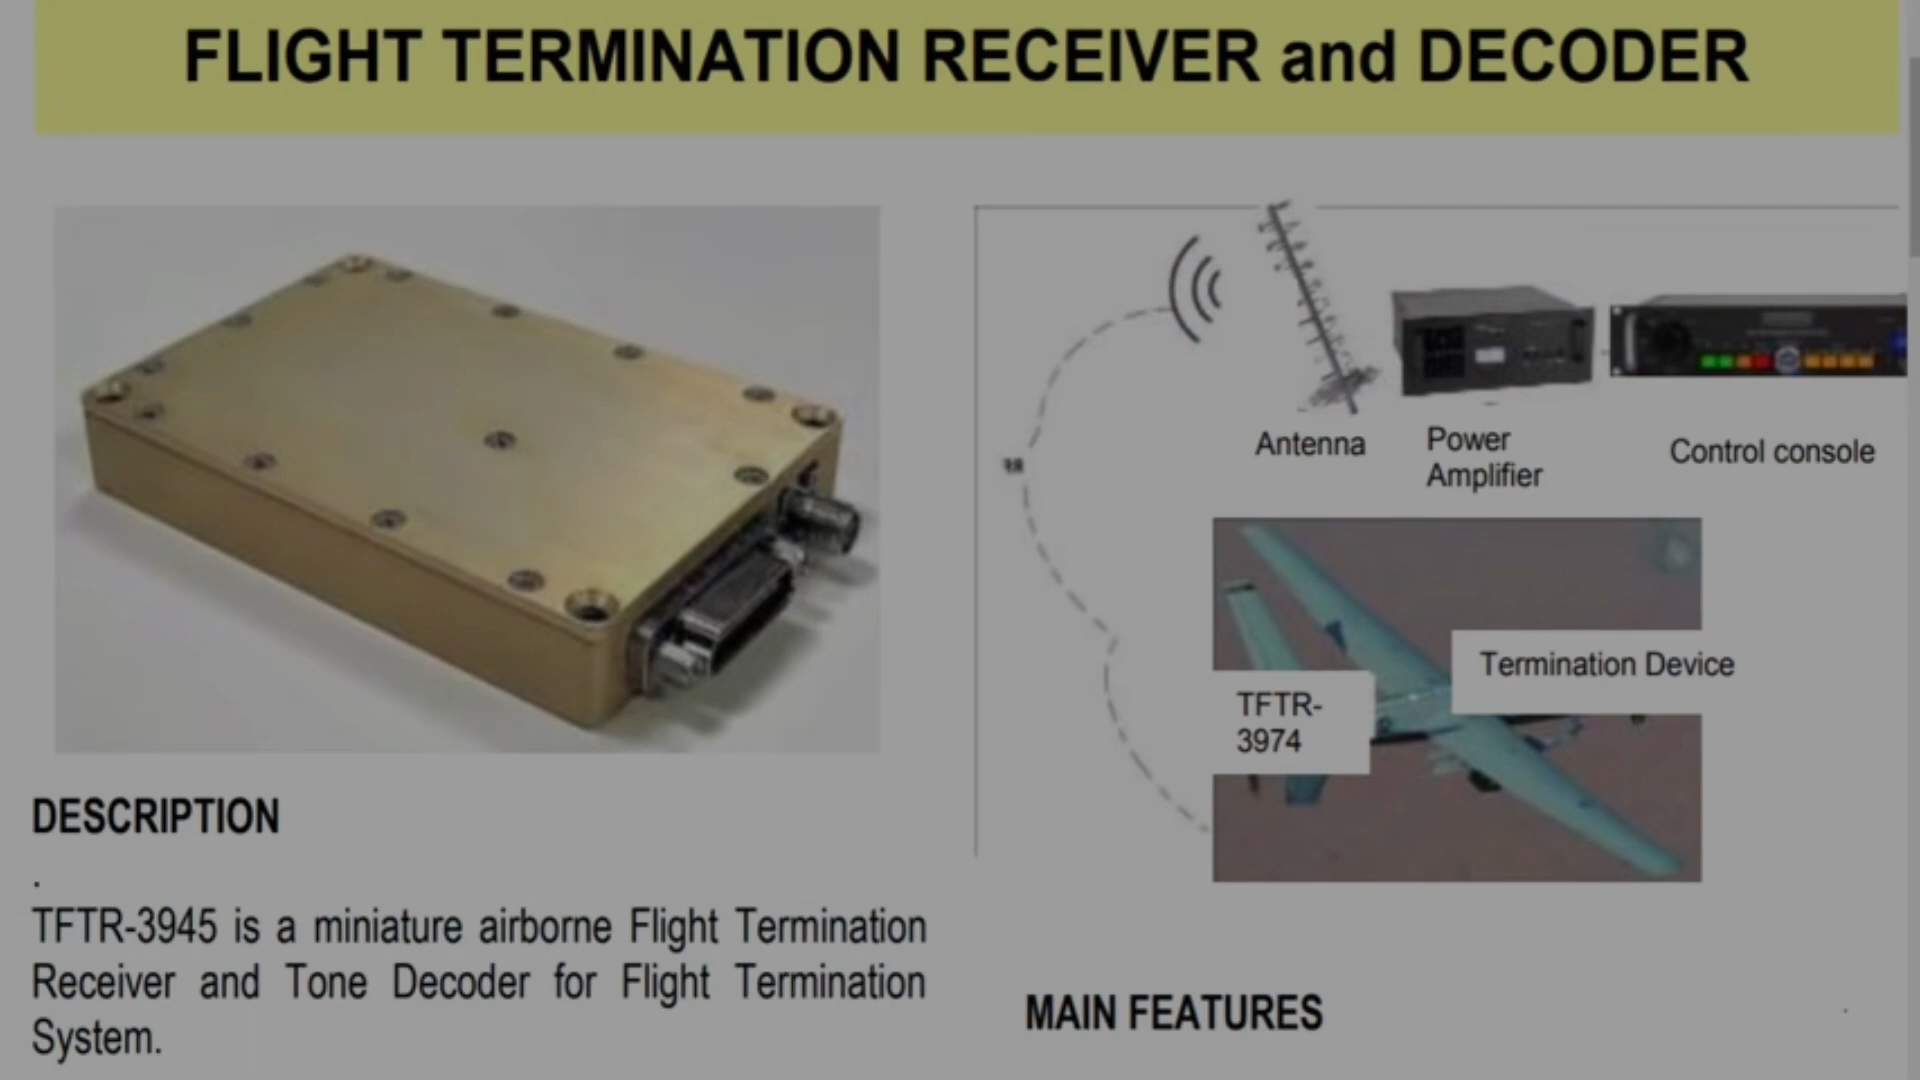 FLIGHT TERMINATION RECEIVER and DECODER
Antenna
Power
Amplifier
Control console
Termination Device
TFTR-
3974
DESCRIPTION
.
TFTR-3945 is a miniature airborne Flight Termination
Receiver and Tone Decoder for Flight Termination
System.
MAIN FEATURES